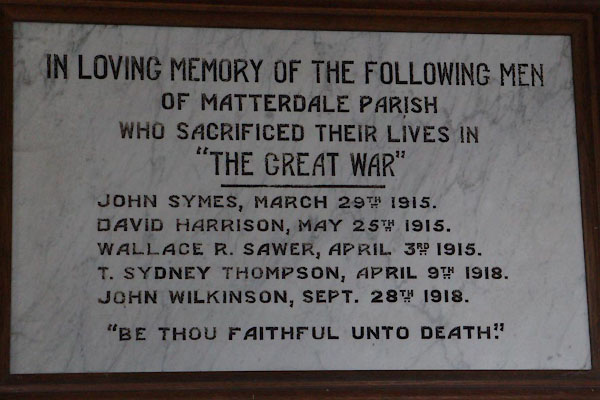 IN LOVING MEMORY OF THE FOLLOWING MEN
OF MATTERDALE PARISH
WHO SACRIFICED THEIR LIVES IN
"THE GREAT WAR"
JOHN SYMES, MARCH 29TH 1915.
DAVID HARRISON, MAY 25TH 1915.
WALLACE R. SAWER, APRIL 3RD 1915.
T. SYDNEY THOMPSON, APRIL 9TH 1918.
JOHN WILKINSON, SEPT. 28TH 1918.
"BE THOU FAITHFUL UNTO DEATH."